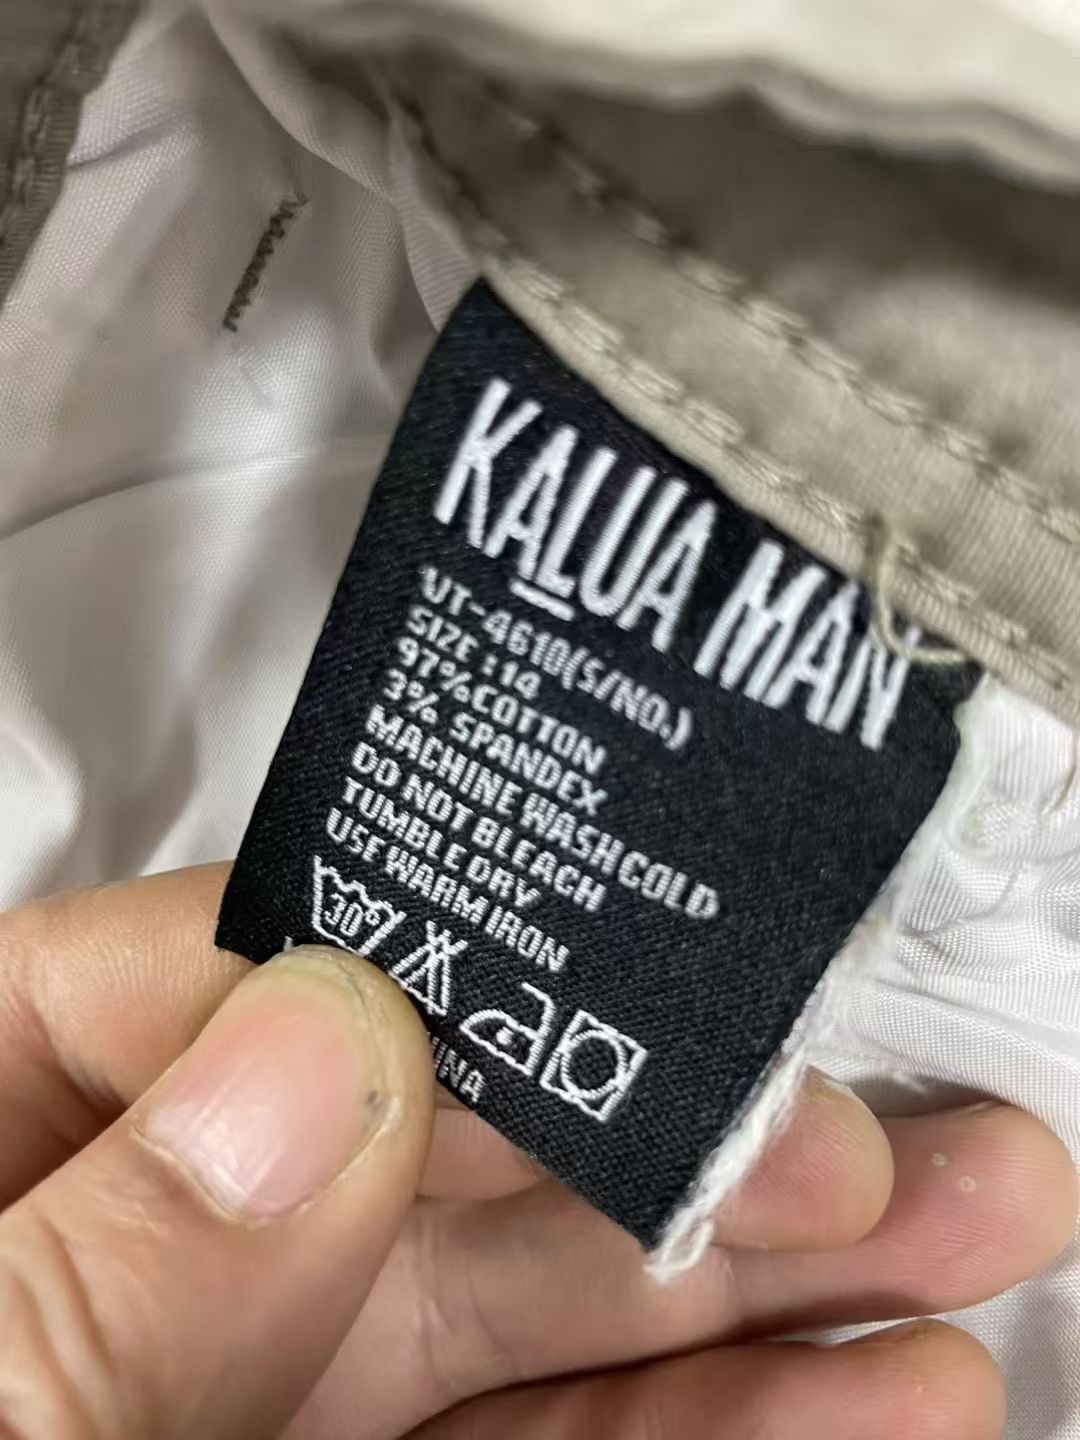 KALUA MAN
UT-4610(S/NO.)
SIZE :14
97%COTTON
3% SPANDEX
MACHINE WASH COLD
DO NOT BLEACH
TUMBLE DRY
USE WARM IRON
30°